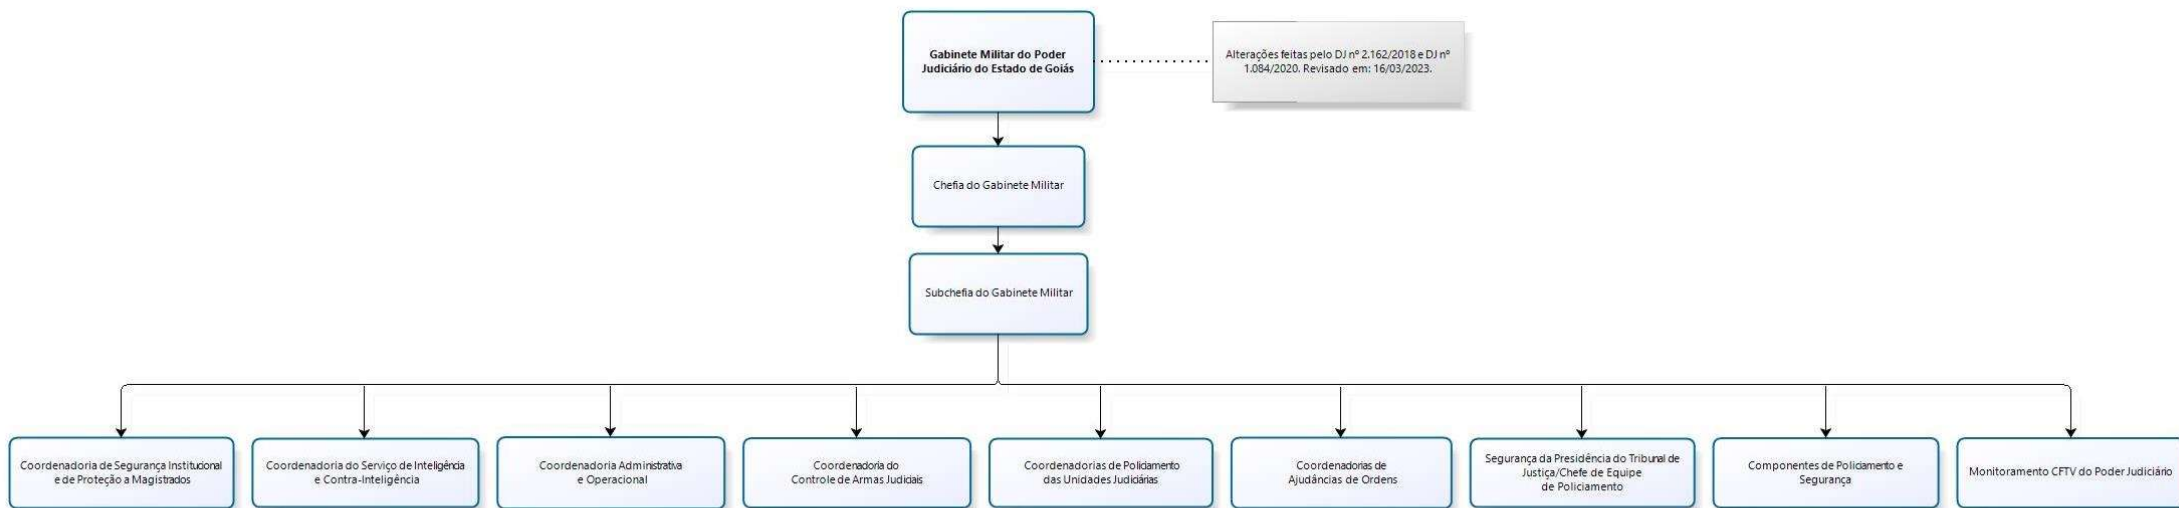 Gabinete Militar do Poder
Judiciário do Estado de Goiás
Alterações feitas pelo DJ nº 2.162/2018 e DJ nº
1.084/2020. Revisado em: 16/03/2023.
Chefia do Gabinete Militar
Subchefia do Gabinete Militar
Coordenadoria de Segurança Institucional
e de Proteção a Magistrados
Coordenadoria do Serviço de Inteligência
e Contra-Inteligência
Coordenadoria Administrativa
e Operacional
Coordenadoria do
Controle de Armas Judiciais
Coordenadorias de Policiamento
das Unidades Judiciárias
Coordenadorias de
Ajudâncias de Ordens
Segurança da Presidência do Tribunal de
Justiça/Chefe de Equipe
de Policiamento
Componentes de Policiamento e
Segurança
Monitoramento CFTV do Poder Judiciário